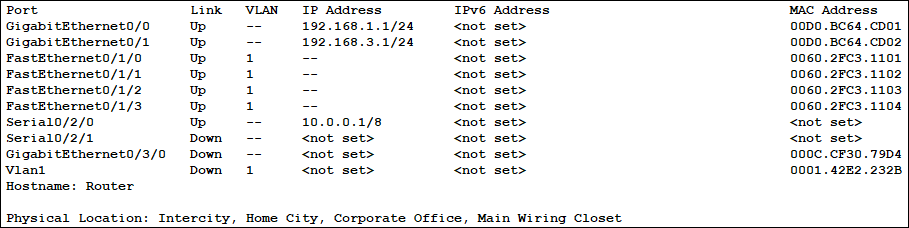 Port Link VLAN IP Address IPv6 Address MAC Address
GigabitEthernet0/0 Up -- 192.168.1.1/24 <not set> 00D0.BC64.CD01
GigabitEthernet0/1 Up -- 192.168.3.1/24 <not set> 00D0.BC64.CD02
FastEthernet0/1/0 Up 1 -- <not set> 0060.2FC3.1101
FastEthernet0/1/1 Up 1 -- <not set> 0060.2FC3.1102
FastEthernet0/1/2 Up 1 -- <not set> 0060.2FC3.1103
FastEthernet0/1/3 Up 1 -- <not set> 0060.2FC3.1104
Serial0/2/0 Up -- 10.0.0.1/8 <not set> <not set>
Serial0/2/1 Down -- <not set> <not set> <not set>
GigabitEthernet0/3/0 Down -- <not set> <not set> 000C.CF30.79D4
Vlan1 Down 1 <not set> <not set> 0001.42E2.232B
Hostname: Router
Physical Location: Intercity, Home City, Corporate Office, Main Wiring Closet